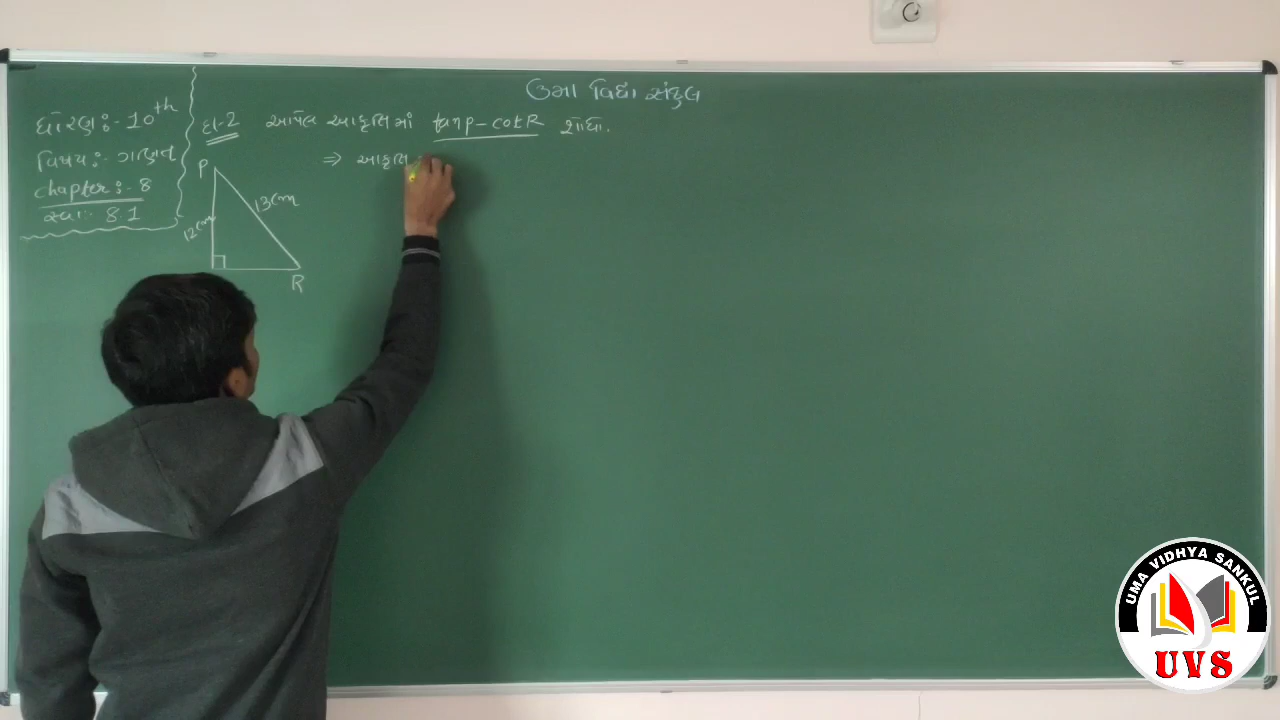 ઉમા વિદ્યા સંકુલ
ધોરણ :- 10th
વિષય :- ગણિત
chapter :- 8
સ્વા :- 8.1
દા-2 આપેલ આકૃતિમાં tanP - cotR શોધો.
⇒ આકૃતિ
P
13cm
12cm
R
UMA VIDHYA SANKUL
UVS